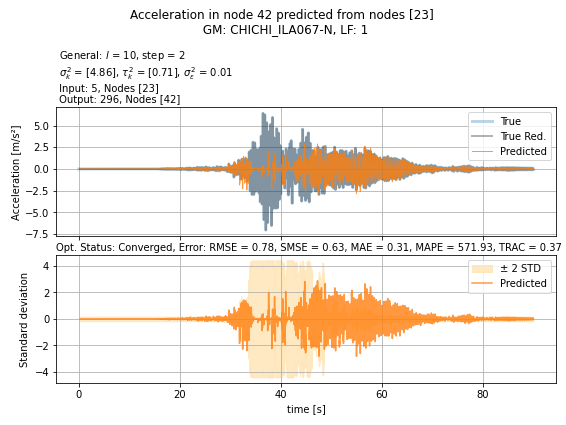 Acceleration in node 42 predicted from nodes [23]
GM: CHICHI_ILA067-N, LF: 1
General: l = 10, step = 2
σ²ₖ = [4.86], τ²ₖ = [0.71], σ²ε = 0.01
Input: 5, Nodes [23]
Output: 296, Nodes [42]
Acceleration [m/s²]
5.0
2.5
0.0
−2.5
−5.0
−7.5
True
True Red.
Predicted
Opt. Status: Converged, Error: RMSE = 0.78, SMSE = 0.63, MAE = 0.31, MAPE = 571.93, TRAC = 0.37
Standard deviation
4
2
0
−2
−4
± 2 STD
Predicted
0
20
40
60
80
time [s]